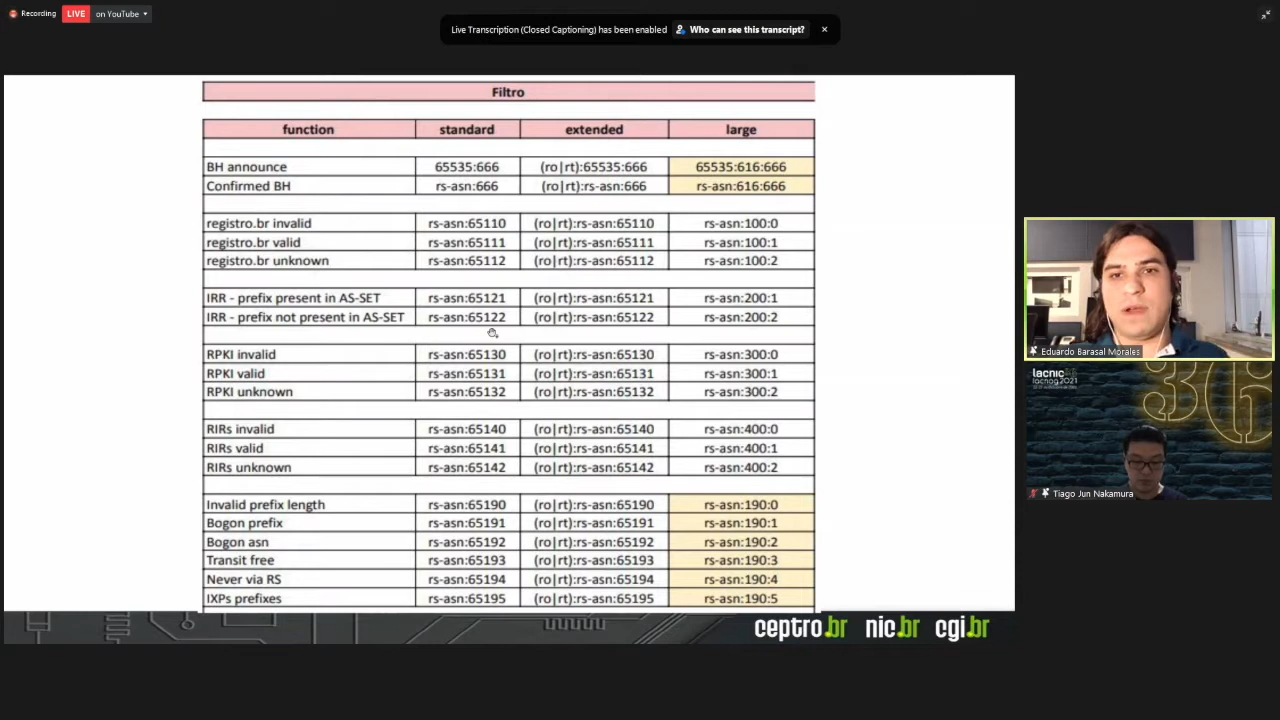 Recording
LIVE on YouTube
Live Transcription (Closed Captioning) has been enabled Who can see this transcript?
Filtro
function standard extended large
BH announce 65535:666 (ro|rt):65535:666 65535:616:666
Confirmed BH rs-asn:666 (ro|rt):rs-asn:666 rs-asn:616:666
registro.br invalid rs-asn:65110 (ro|rt):rs-asn:65110 rs-asn:100:0
registro.br valid rs-asn:65111 (ro|rt):rs-asn:65111 rs-asn:100:1
registro.br unknown rs-asn:65112 (ro|rt):rs-asn:65112 rs-asn:100:2
IRR - prefix present in AS-SET rs-asn:65121 (ro|rt):rs-asn:65121 rs-asn:200:1
IRR - prefix not present in AS-SET rs-asn:65122 (ro|rt):rs-asn:65122 rs-asn:200:2
RPKI invalid rs-asn:65130 (ro|rt):rs-asn:65130 rs-asn:300:0
RPKI valid rs-asn:65131 (ro|rt):rs-asn:65131 rs-asn:300:1
RPKI unknown rs-asn:65132 (ro|rt):rs-asn:65132 rs-asn:300:2
RIRs invalid rs-asn:65140 (ro|rt):rs-asn:65140 rs-asn:400:0
RIRs valid rs-asn:65141 (ro|rt):rs-asn:65141 rs-asn:400:1
RIRs unknown rs-asn:65142 (ro|rt):rs-asn:65142 rs-asn:400:2
Invalid prefix length rs-asn:65190 (ro|rt):rs-asn:65190 rs-asn:190:0
Bogon prefix rs-asn:65191 (ro|rt):rs-asn:65191 rs-asn:190:1
Bogon asn rs-asn:65192 (ro|rt):rs-asn:65192 rs-asn:190:2
Transit free rs-asn:65193 (ro|rt):rs-asn:65193 rs-asn:190:3
Never via RS rs-asn:65194 (ro|rt):rs-asn:65194 rs-asn:190:4
IXPs prefixes rs-asn:65195 (ro|rt):rs-asn:65195 rs-asn:190:5
ceptro.br nic.br cgi.br
Eduardo Barasal Morales
lacnic36
lacnog2021
36
Tiago Jun Nakamura